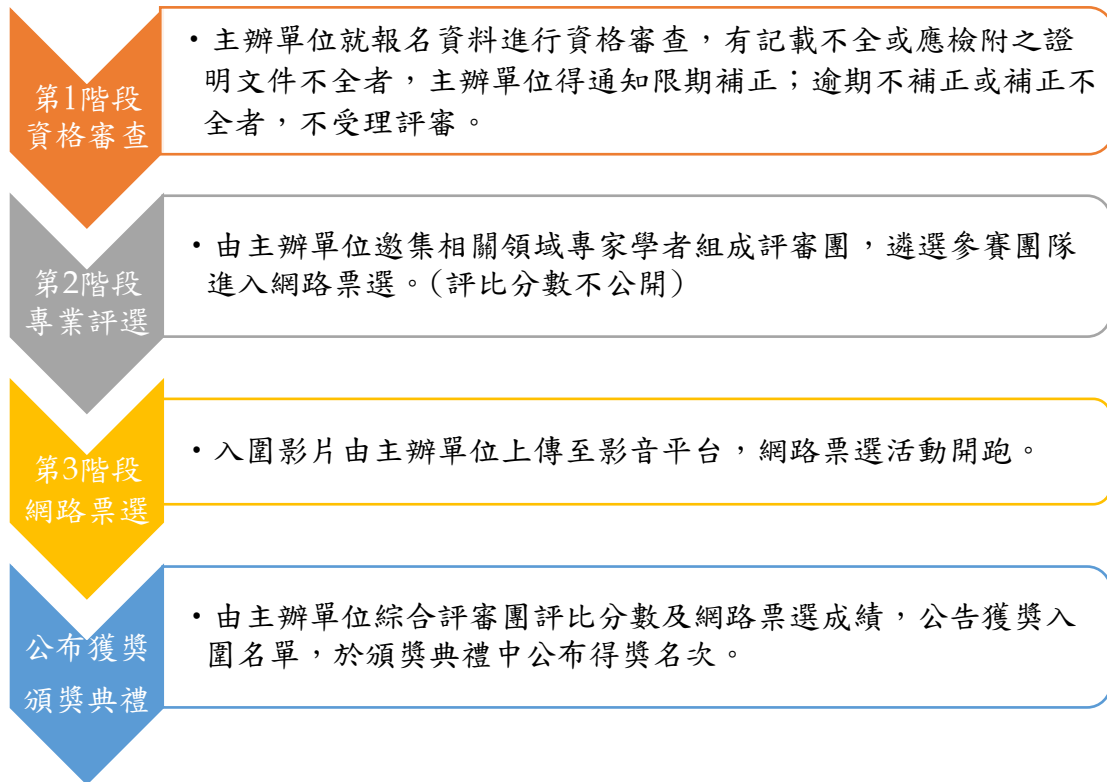 第1階段
資格審查
•主辦單位就報名資料進行資格審查，有記載不全或應檢附之證
明文件不全者，主辦單位得通知限期補正；逾期不補正或補正不
全者，不受理評審。
第2階段
專業評選
•由主辦單位邀集相關領域專家學者組成評審團，遴選參賽團隊
進入網路票選。(評比分數不公開)
第3階段
網路票選
•入圍影片由主辦單位上傳至影音平台，網路票選活動開跑。
公布獲獎
頒獎典禮
•由主辦單位綜合評審團評比分數及網路票選成績，公告獲獎入
圍名單，於頒獎典禮中公布得獎名次。